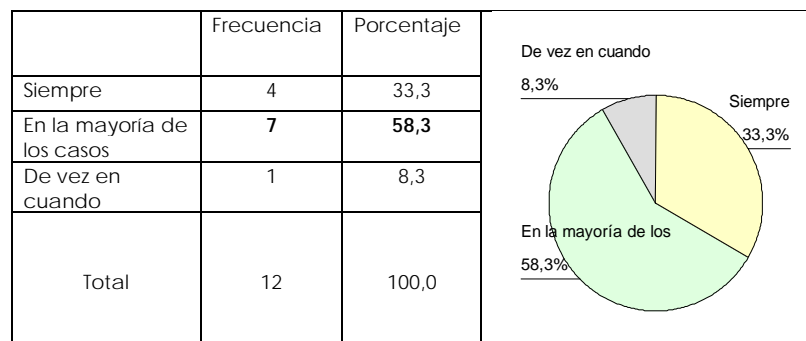 Frecuencia Porcentaje
Siempre 4 33,3
En la mayoría de
los casos 7 58,3
De vez en
cuando 1 8,3
Total 12 100,0
De vez en cuando
8,3%
Siempre
33,3%
En la mayoría de los
58,3%